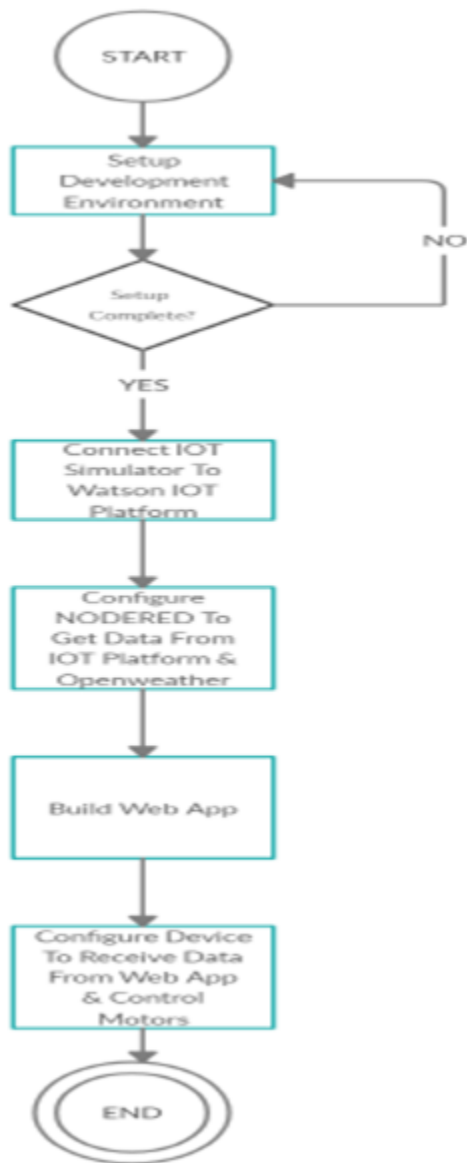 START
Setup
Development
Environment
NO
Setup
Complete?
YES
Connect IOT
Simulator To
Watson IOT
Platform
Configure
NODERED To
Get Data From
IOT Platform &
Openweather
Build Web App
Configure Device
To Receive Data
From Web App
& Control
Motors
END